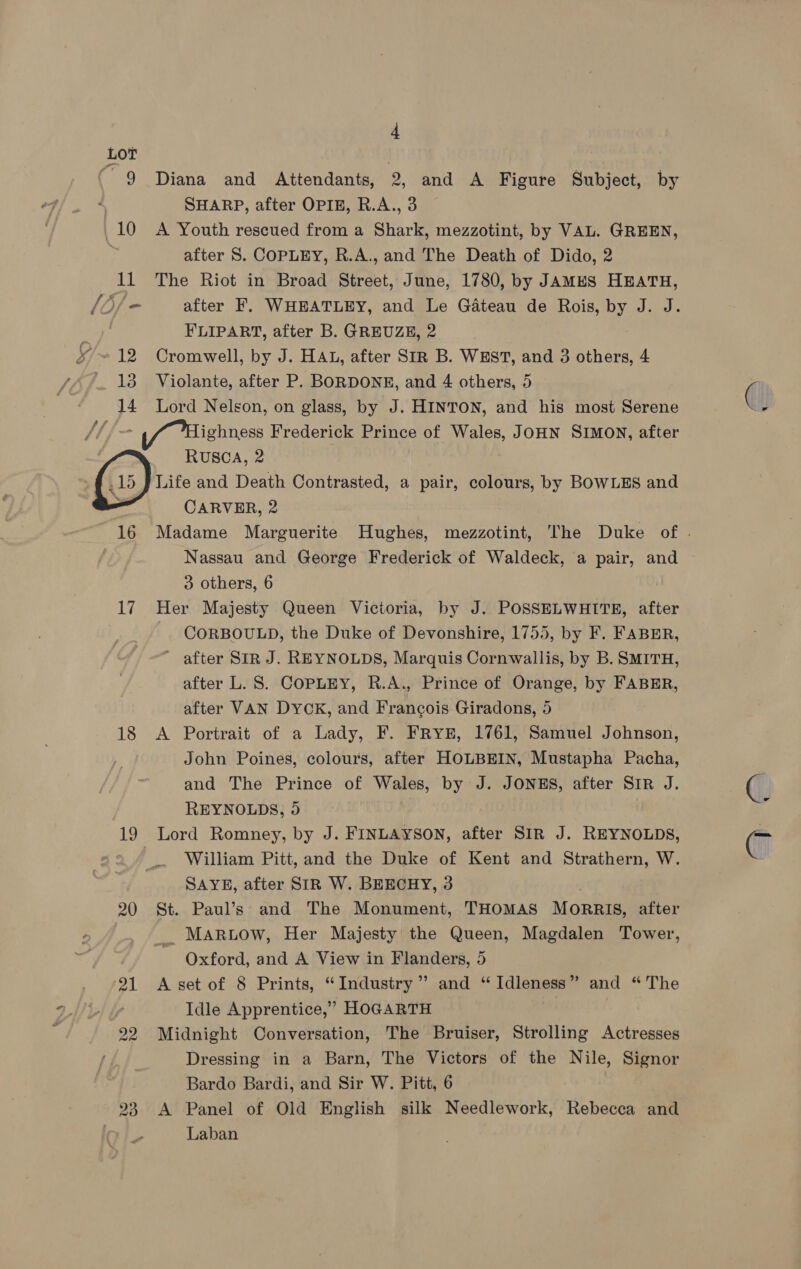 4
LOT
9 Diana and Attendants, 2, and A Figure Subject, by
SHARP, after OPIE, R.A., 3
10 A Youth rescued from a Shark, mezzotint, by VAL. GREEN,
after S. COPLEY, R.A., and The Death of Dido, 2
11 The Riot in Broad Street, June, 1780, by JAMES HEATH,
after F. WHEATLEY, and Le Gâteau de Rois, by J. J.
FLIPART, after B. GREUZE, 2
12 Cromwell, by J. HAL, after SIR B. WEST, and 3 others, 4
13 Violante, after P. BORDONE, and 4 others, 5
14 Lord Nelson, on glass, by J. HINTON, and his most Serene
Highness Frederick Prince of Wales, JOHN SIMON, after
RUSCA, 2
15 Life and Death Contrasted, a pair, colours, by BOWLES and
CARVER, 2
16 Madame Marguerite Hughes, mezzotint, The Duke of
Nassau and George Frederick of Waldeck, a pair, and
3 others, 6
17 Her Majesty Queen Victoria, by J. POSSELWHITE, after
CORBOULD, the Duke of Devonshire, 1755, by F. FABER,
after SIR J. REYNOLDS, Marquis Cornwallis, by B. SMITH,
after L. S. COPLEY, R.A., Prince of Orange, by FABER,
after VAN DYCK, and François Giradons, 5
18 A Portrait of a Lady, F. FRYE, 1761, Samuel Johnson,
John Poines, colours, after HOLBEIN, Mustapha Pacha,
and The Prince of Wales, by J. JONES, after SIR J.
REYNOLDS, 5
19 Lord Romney, by J. FINLAYSON, after SIR J. REYNOLDS,
William Pitt, and the Duke of Kent and Strathern, W.
SAYE, after SIR W. BEECHY, 3
20 St. Paul's and The Monument, THOMAS MORRIS, after
MARLOW, Her Majesty the Queen, Magdalen Tower,
Oxford, and A View in Flanders, 5
21 A set of 8 Prints, "Industry" and "Idleness" and "The
Idle Apprentice," HOGARTH
22 Midnight Conversation, The Bruiser, Strolling Actresses
Dressing in a Barn, The Victors of the Nile, Signor
Bardo Bardi, and Sir W. Pitt, 6
23 A Panel of Old English silk Needlework, Rebecca and
Laban